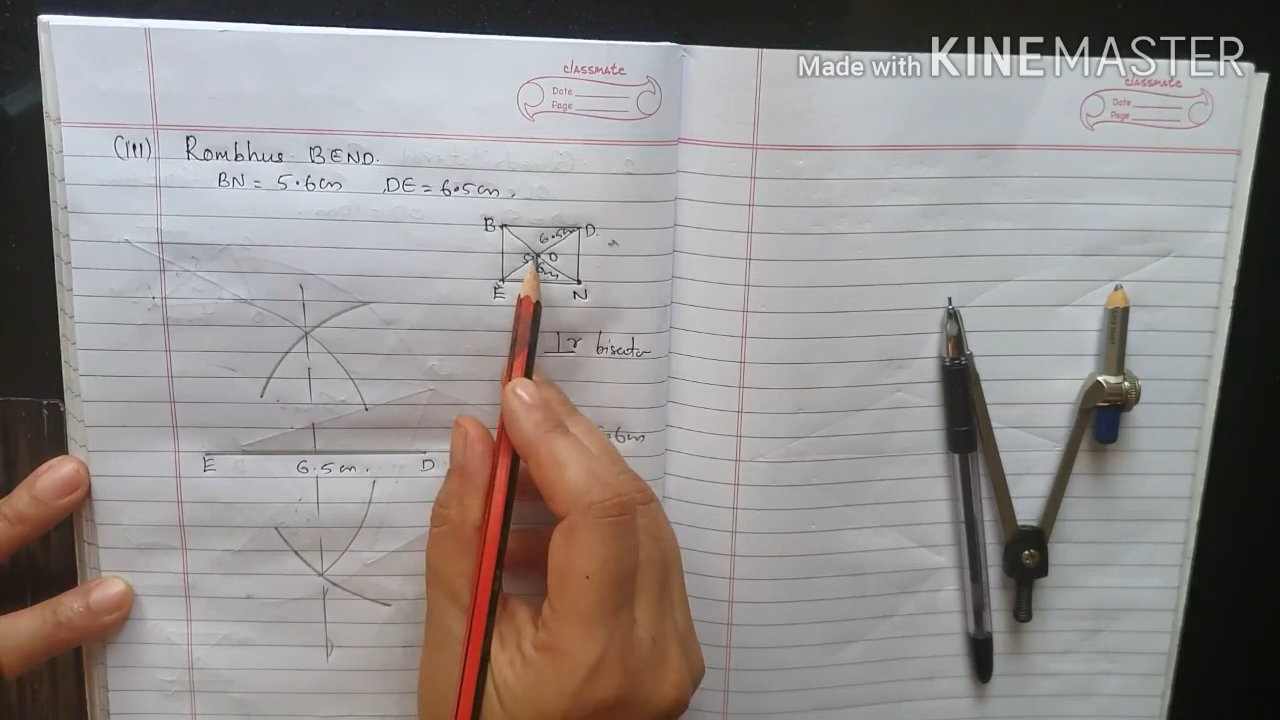 Made with KINEMASTER
classmate
Date
Page
classmate
Date
Page
(III) Rombhus BEND.
BN = 5.6cm DE = 6.5cm.
B D.
6.5cm
O
E N
⊥r bisector
.6cm
E 6.5cm. D